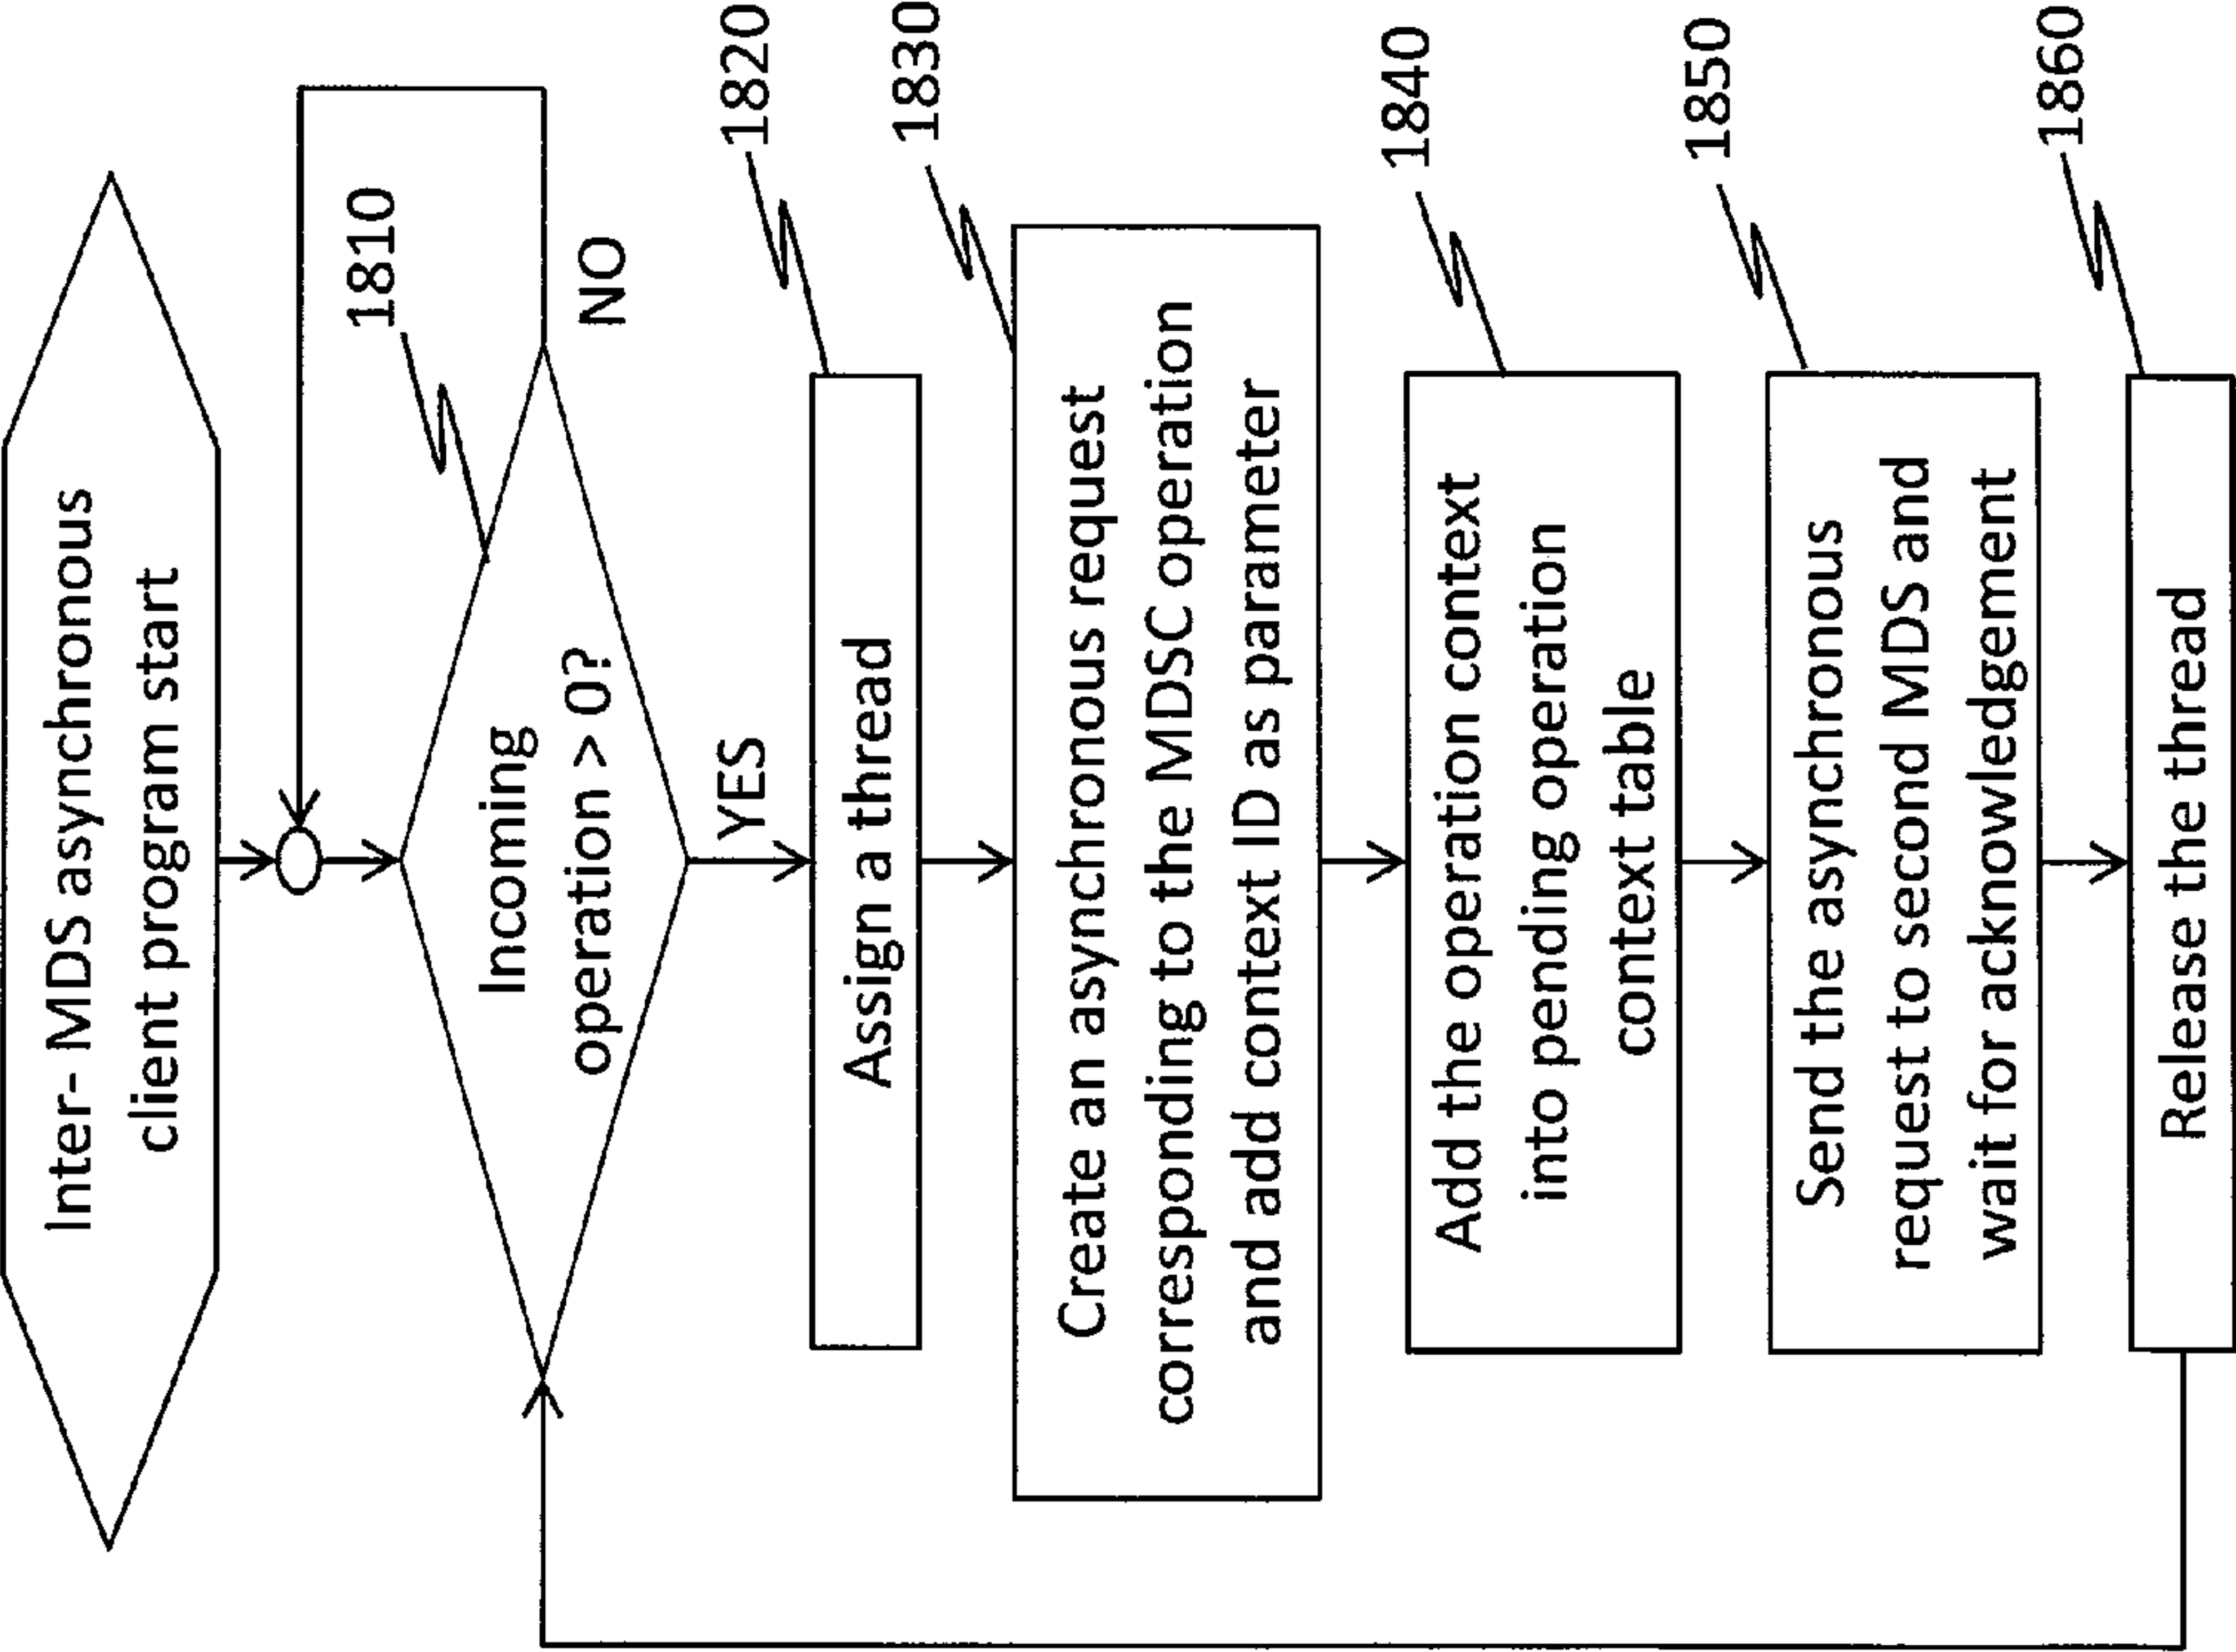 Inter- MDS asynchronous
client program start
1810
Incoming
operation > 0?
NO
YES
1820
Assign a thread
1830
Create an asynchronous request
corresponding to the MDSC operation
and add context ID as parameter
1840
Add the operation context
into pending operation
context table
1850
Send the asynchronous
request to second MDS and
wait for acknowledgement
1860
Release the thread